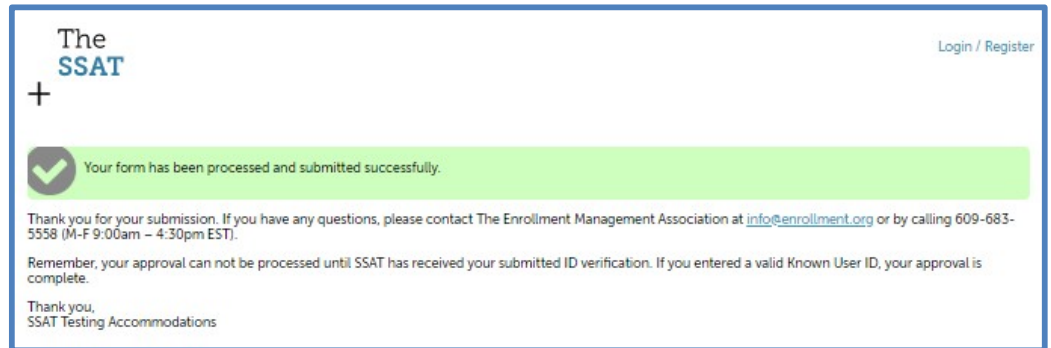 The
SSAT
+
Login / Register
Your form has been processed and submitted successfully.
Thank you for your submission. If you have any questions, please contact The Enrollment Management Association at info@enrollment.org or by calling 609-683-
5558 (M-F 9:00am – 4:30pm EST).
Remember, your approval can not be processed until SSAT has received your submitted ID verification. If you entered a valid Known User ID, your approval is
complete.
Thank you,
SSAT Testing Accommodations